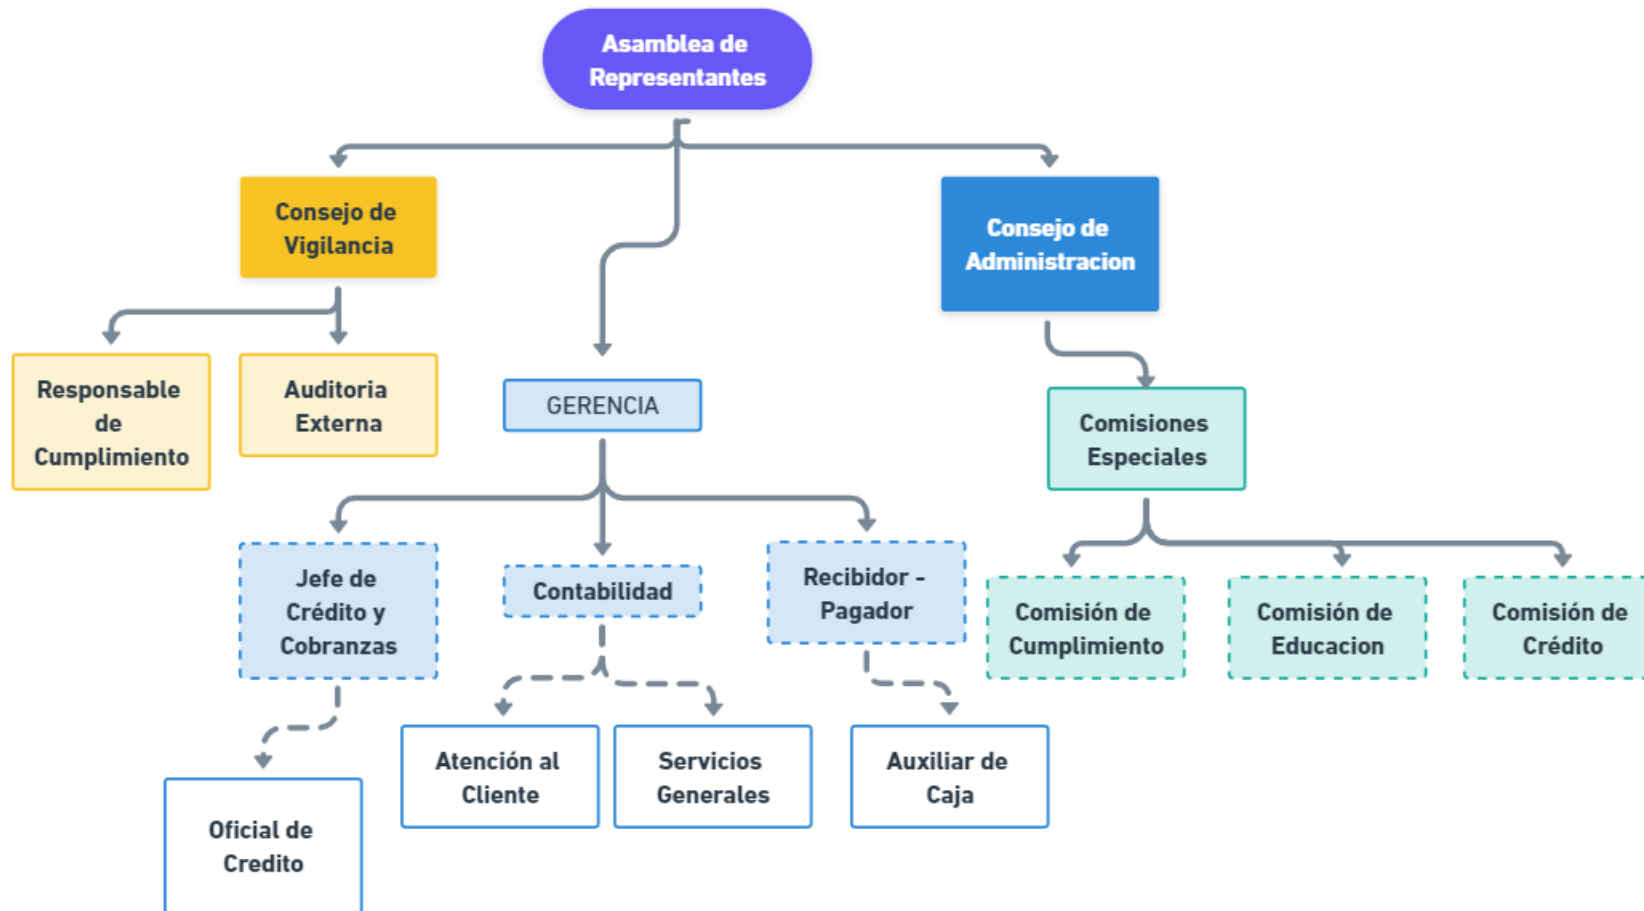 Asamblea de
Representantes
Consejo de
Vigilancia
Consejo de
Administracion
Responsable
de
Cumplimiento
Auditoria
Externa
GERENCIA
Comisiones
Especiales
Jefe de
Crédito y
Cobranzas
Contabilidad
Recibidor -
Pagador
Comisión de
Cumplimiento
Comisión de
Educacion
Comisión de
Crédito
Oficial de
Credito
Atención al
Cliente
Servicios
Generales
Auxiliar de
Caja